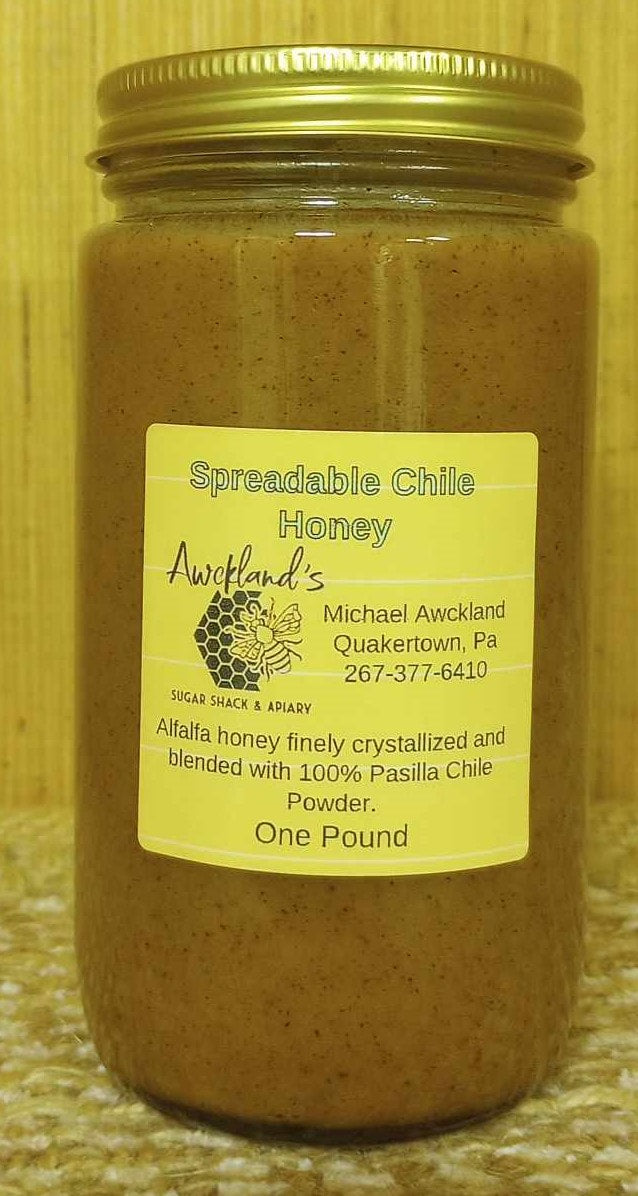 Spreadable Chile
Honey
Awckland's
SUGAR SHACK & APIARY
Michael Awckland
Quakertown, Pa
267-377-6410
Alfalfa honey finely crystallized and
blended with 100% Pasilla Chile
Powder.
One Pound